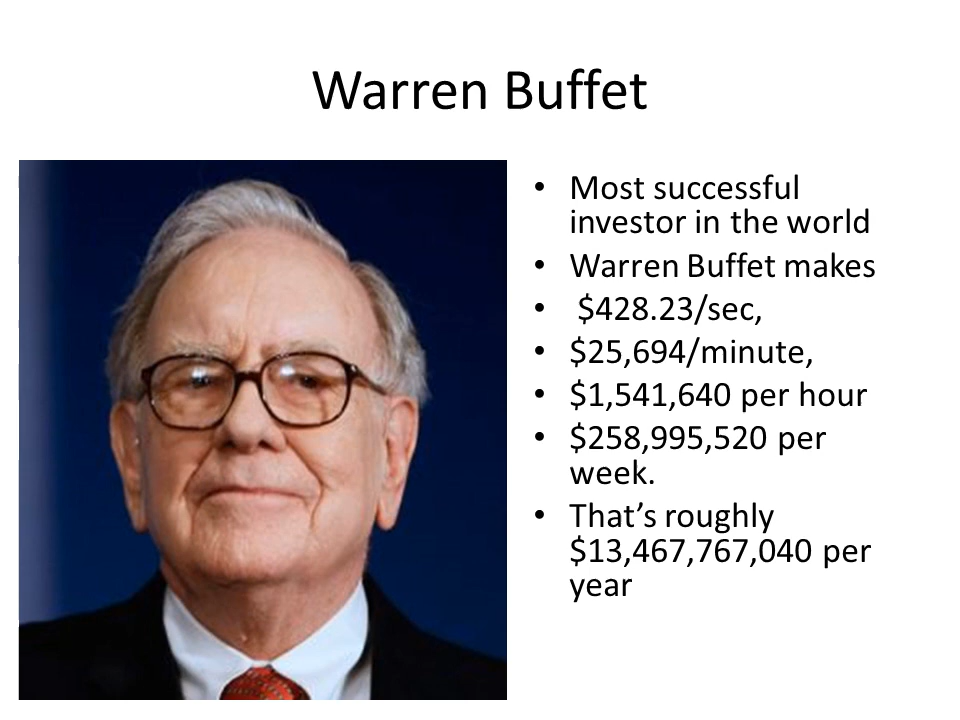 Warren Buffet
• Most successful
investor in the world
• Warren Buffet makes
• $428.23/sec,
• $25,694/minute,
• $1,541,640 per hour
• $258,995,520 per
week.
• That’s roughly
$13,467,767,040 per
year